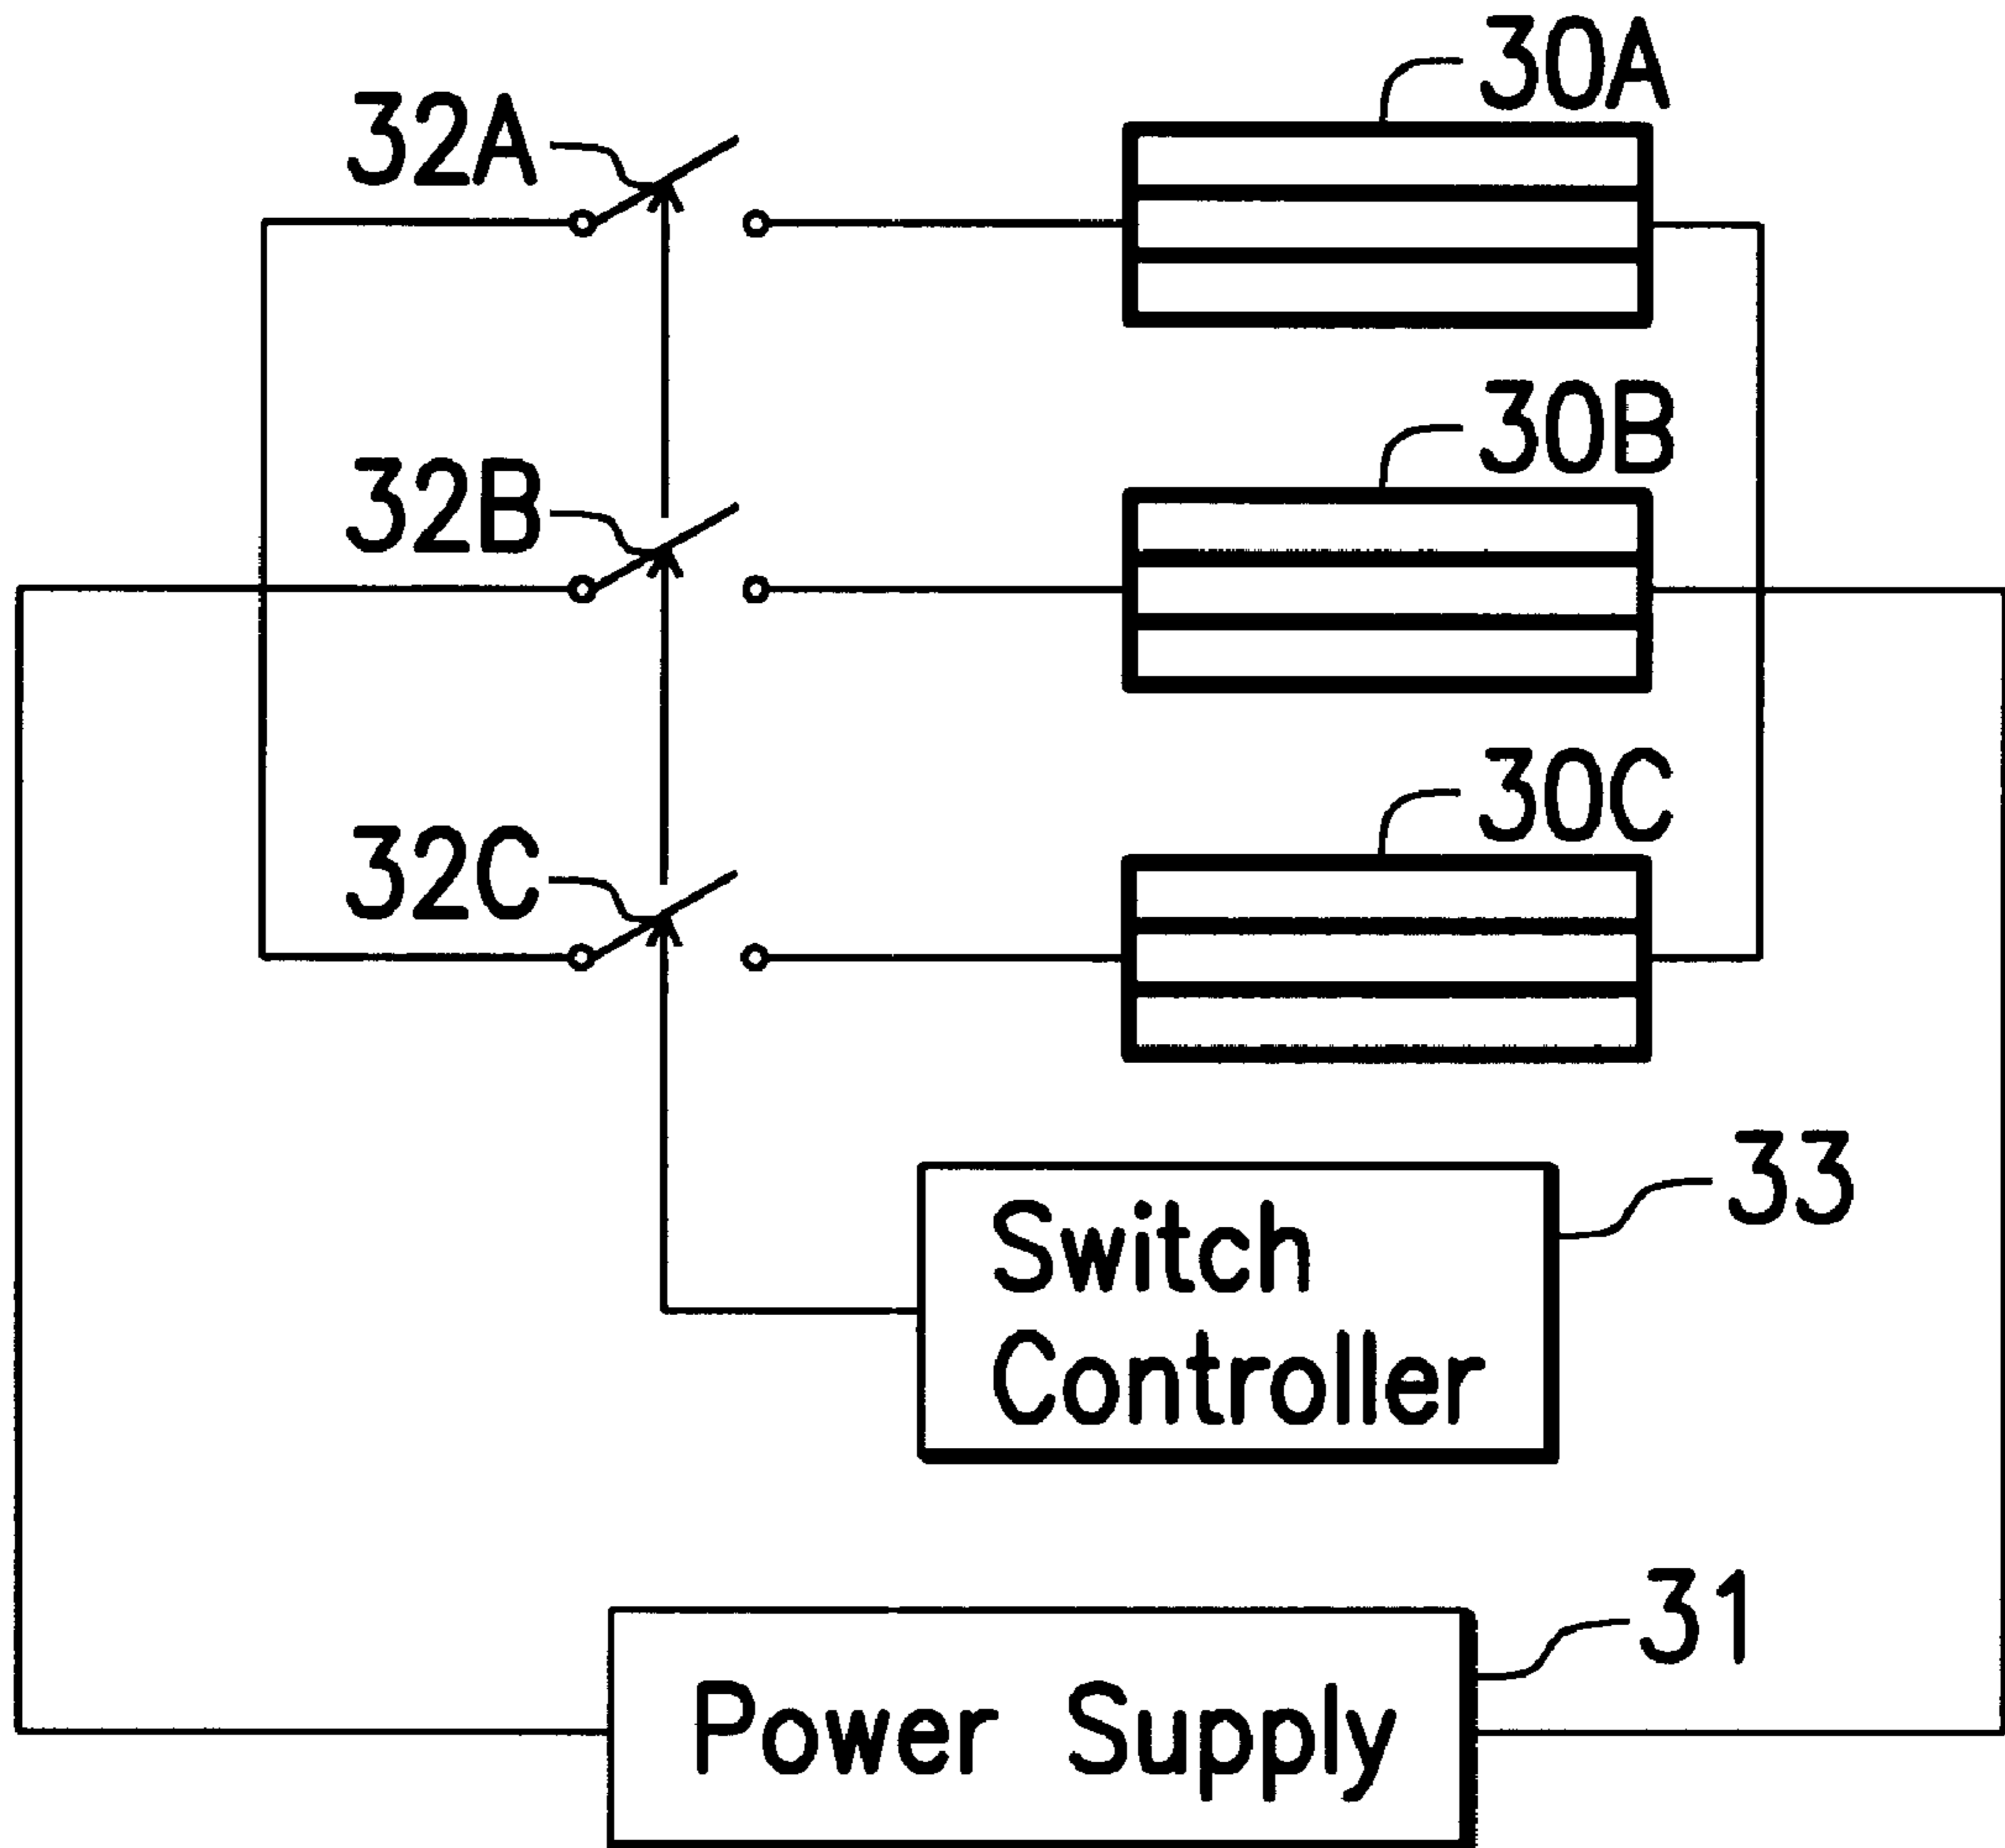 30A
32A
30B
32B
30C
32C
33
Switch
Controller
31
Power Supply